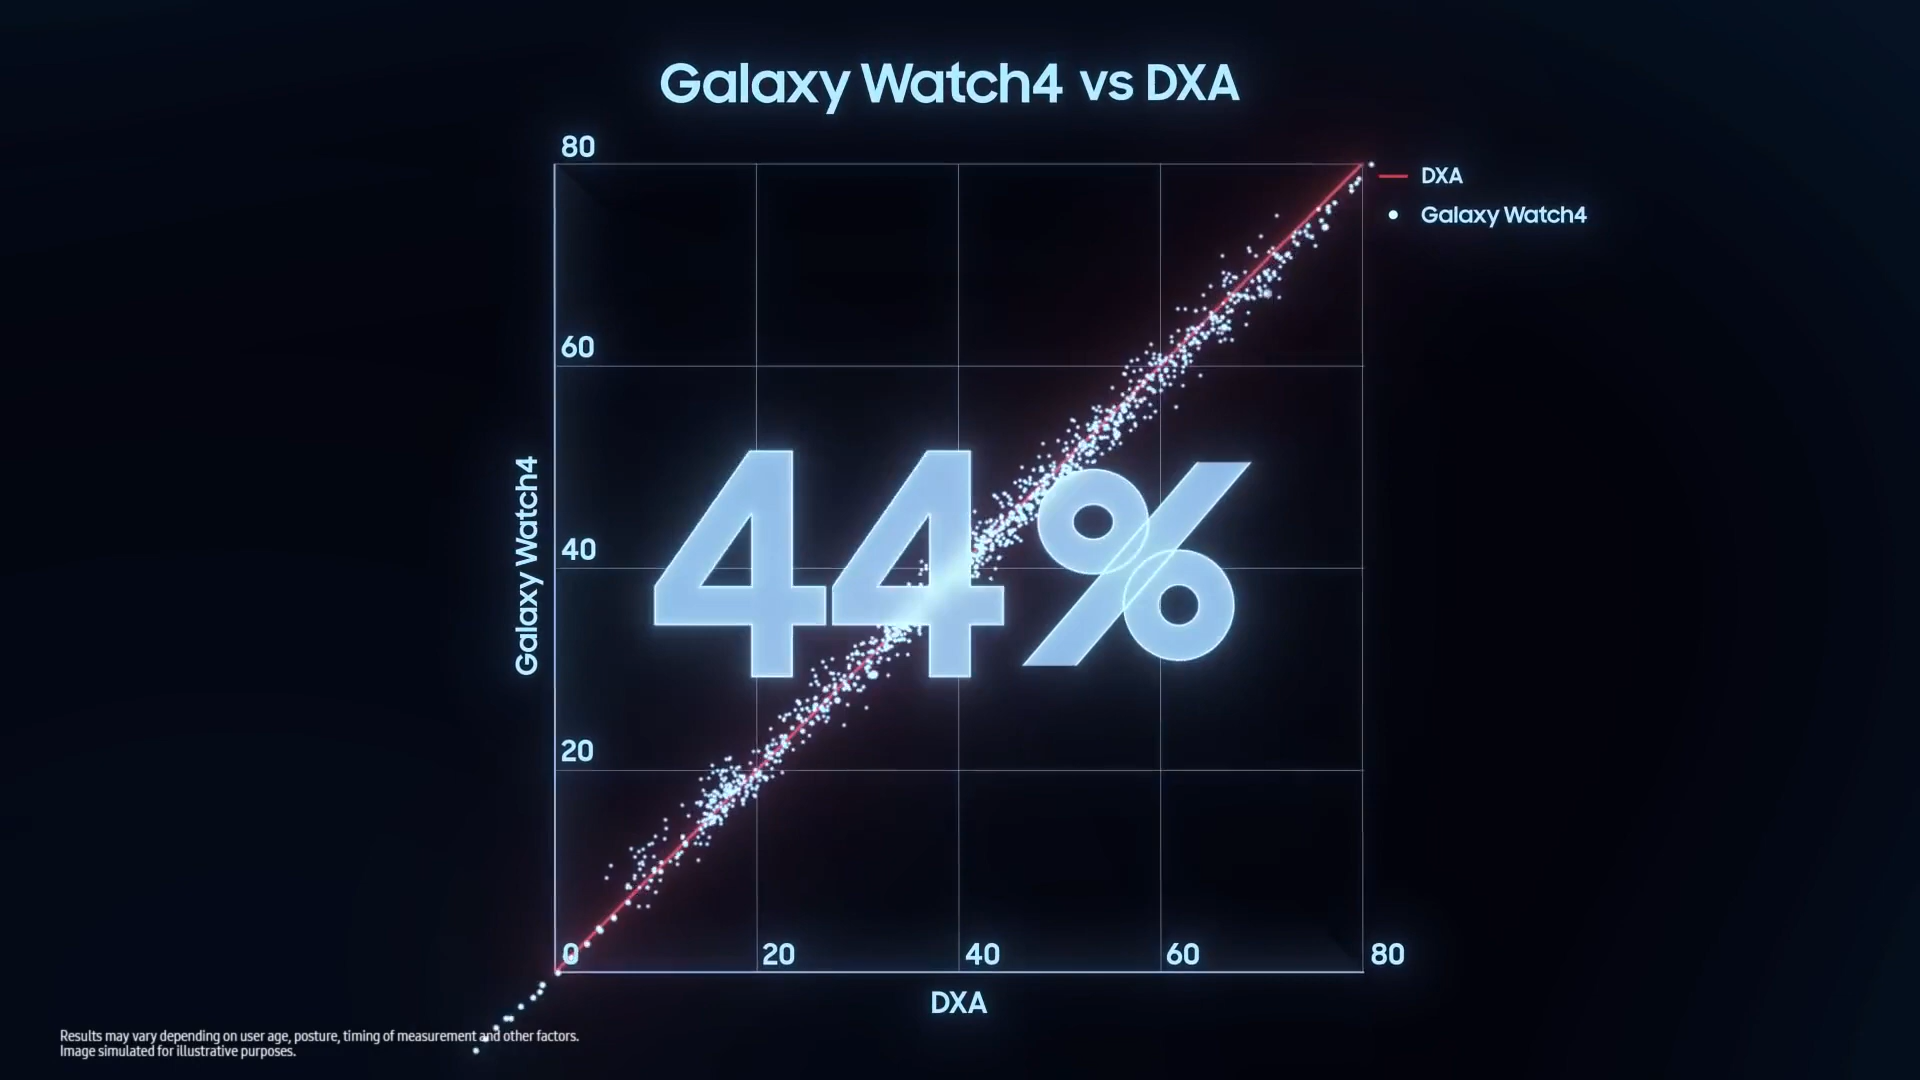 Galaxy Watch4 vs DXA
80
DXA
Galaxy Watch4
60
44%
Galaxy Watch4
40
20
0
20
40
60
80
DXA
Results may vary depending on user age, posture, timing of measurement and other factors.
Image simulated for illustrative purposes.